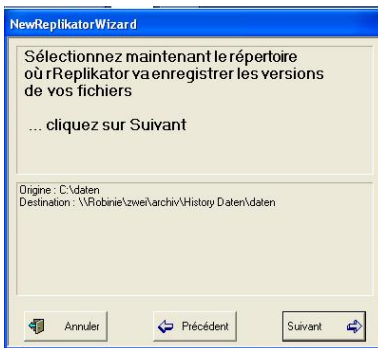 NewReplikatorWizard
Sélectionnez maintenant le répertoire
où rReplikator va enregistrer les versions
de vos fichiers
... cliquez sur Suivant
Origine : C:\daten
Destination : \\Robinie\zwei\archiv\History Daten\daten
Annuler
Précédent
Suivant